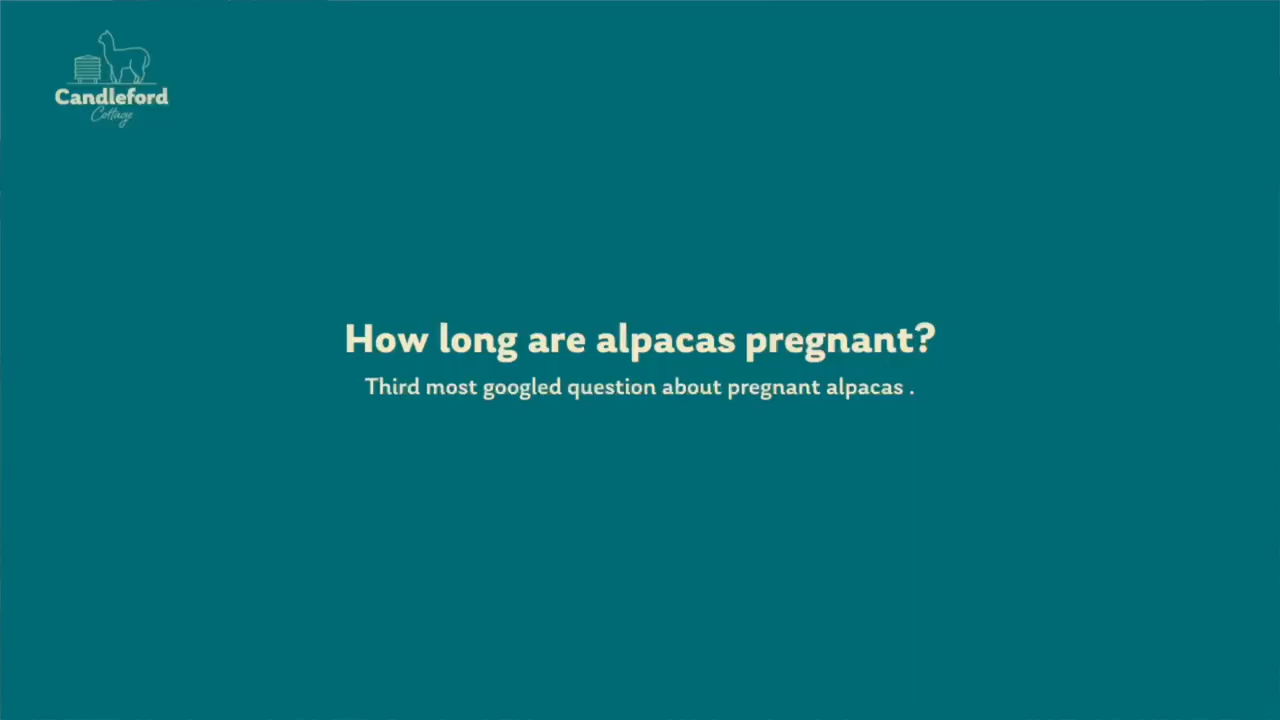 Candleford
Cottage
How long are alpacas pregnant?
Third most googled question about pregnant alpacas .